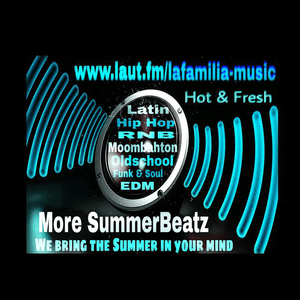 www.laut.fm/lafamilia-music
Hot & Fresh
Latin
Hip Hop
RNB
Moombahton
Oldschool
Funk & Soul
EDM
More SummerBeatz
We bring the Summer in your mind